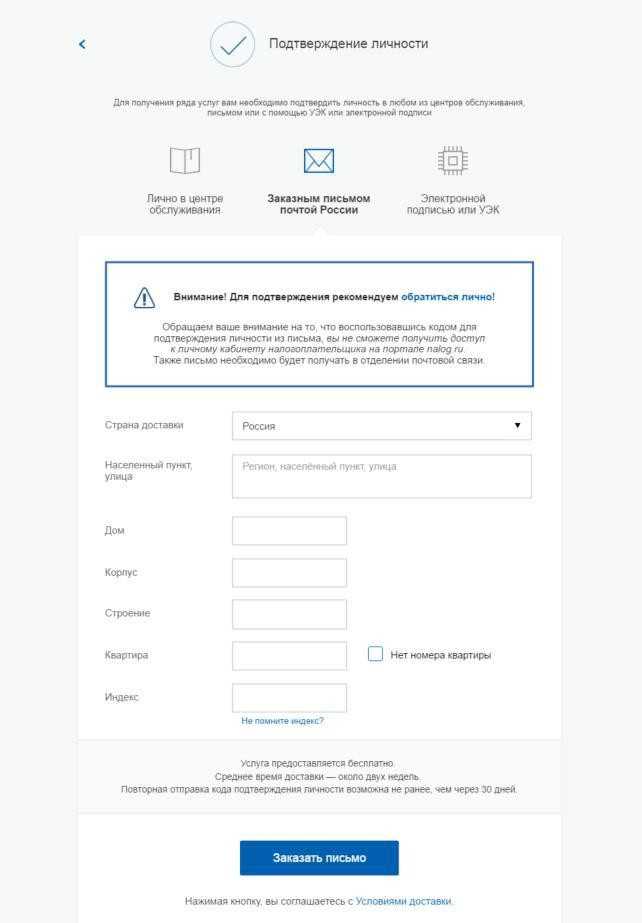 Подтверждение личности
Для получения ряда услуг вам необходимо подтвердить личность в любом из центров обслуживания,
письмом или с помощью УЭК или электронной подписи
Лично в центре
обслуживания
Заказным письмом
почтой России
Электронной
подписью или УЭК
Внимание! Для подтверждения рекомендуем обратиться лично!
Обращаем ваше внимание на то, что воспользовавшись кодом для
подтверждения личности из письма, вы не сможете получить доступ
к личному кабинету налогоплательщика на портале nalog.ru.
Также письмо необходимо будет получать в отделении почтовой связи.
Страна доставки
Россия
Населенный пункт,
улица
Регион, населённый пункт, улица
Дом
Корпус
Строение
Квартира
Нет номера квартиры
Индекс
Не помните индекс?
Услуга предоставляется бесплатно.
Среднее время доставки — около двух недель.
Повторная отправка кода подтверждения личности возможна не ранее, чем через 30 дней.
Заказать письмо
Нажимая кнопку, вы соглашаетесь с Условиями доставки.